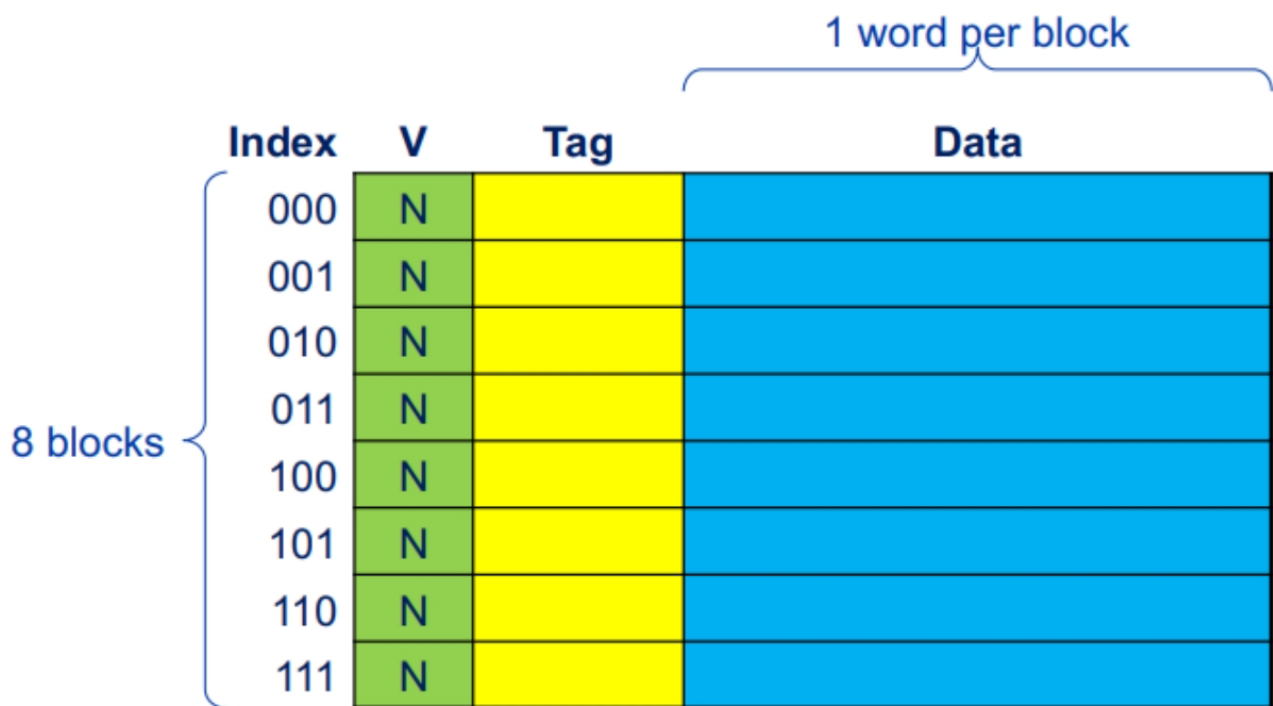 1 word per block
Index V Tag Data
000 N
001 N
010 N
011 N
8 blocks
100 N
101 N
110 N
111 N